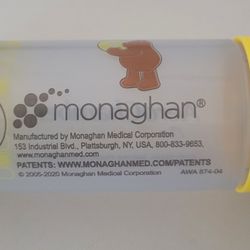 monaghan®
Manufactured by Monaghan Medical Corporation
153 Industrial Blvd., Plattsburgh, NY, USA, 800-833-9653,
www.monaghanmed.com
PATENTS: WWW.MONAGHANMED.COM/PATENTS
© 2005-2020 Monaghan Medical Corporation AWA 874-04